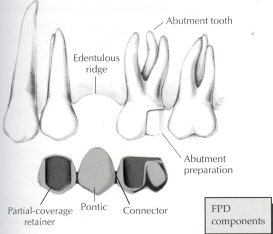 Abutment tooth
Edentulous
ridge
Abutment
preparation
Partial-coverage
retainer
Pontic
Connector
FPD
components